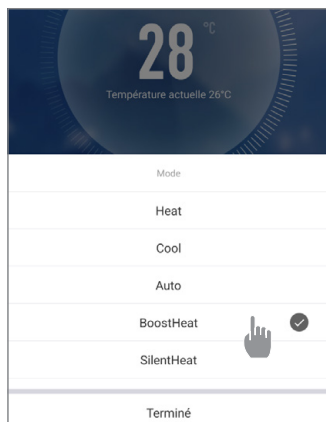 28 °C
Température actuelle 26°C
Mode
Heat
Cool
Auto
BoostHeat
SilentHeat
Terminé